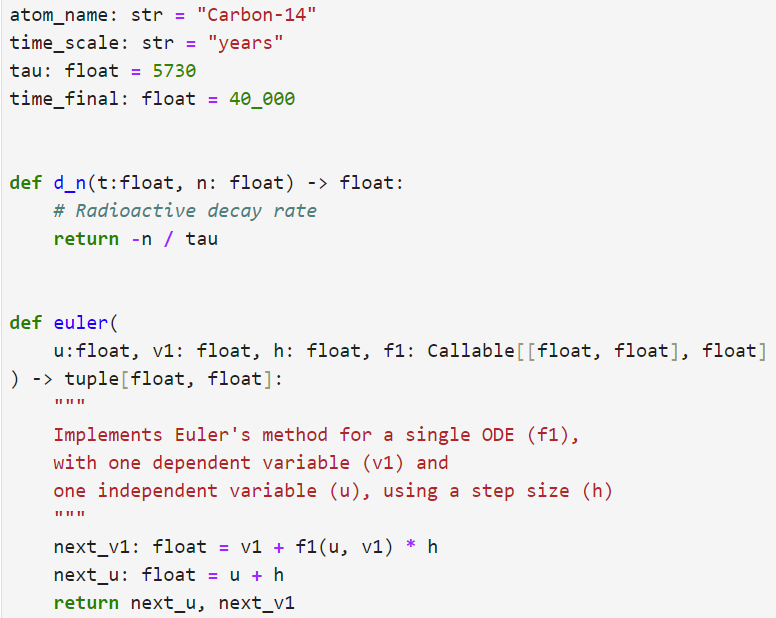 atom_name: str = "Carbon-14"
time_scale: str = "years"
tau: float = 5730
time_final: float = 40_000


def d_n(t:float, n: float) -> float:
    # Radioactive decay rate
    return -n / tau


def euler(
    u:float, v1: float, h: float, f1: Callable[[float, float], float]
) -> tuple[float, float]:
    """
    Implements Euler's method for a single ODE (f1),
    with one dependent variable (v1) and
    one independent variable (u), using a step size (h)
    """
    next_v1: float = v1 + f1(u, v1) * h
    next_u: float = u + h
    return next_u, next_v1